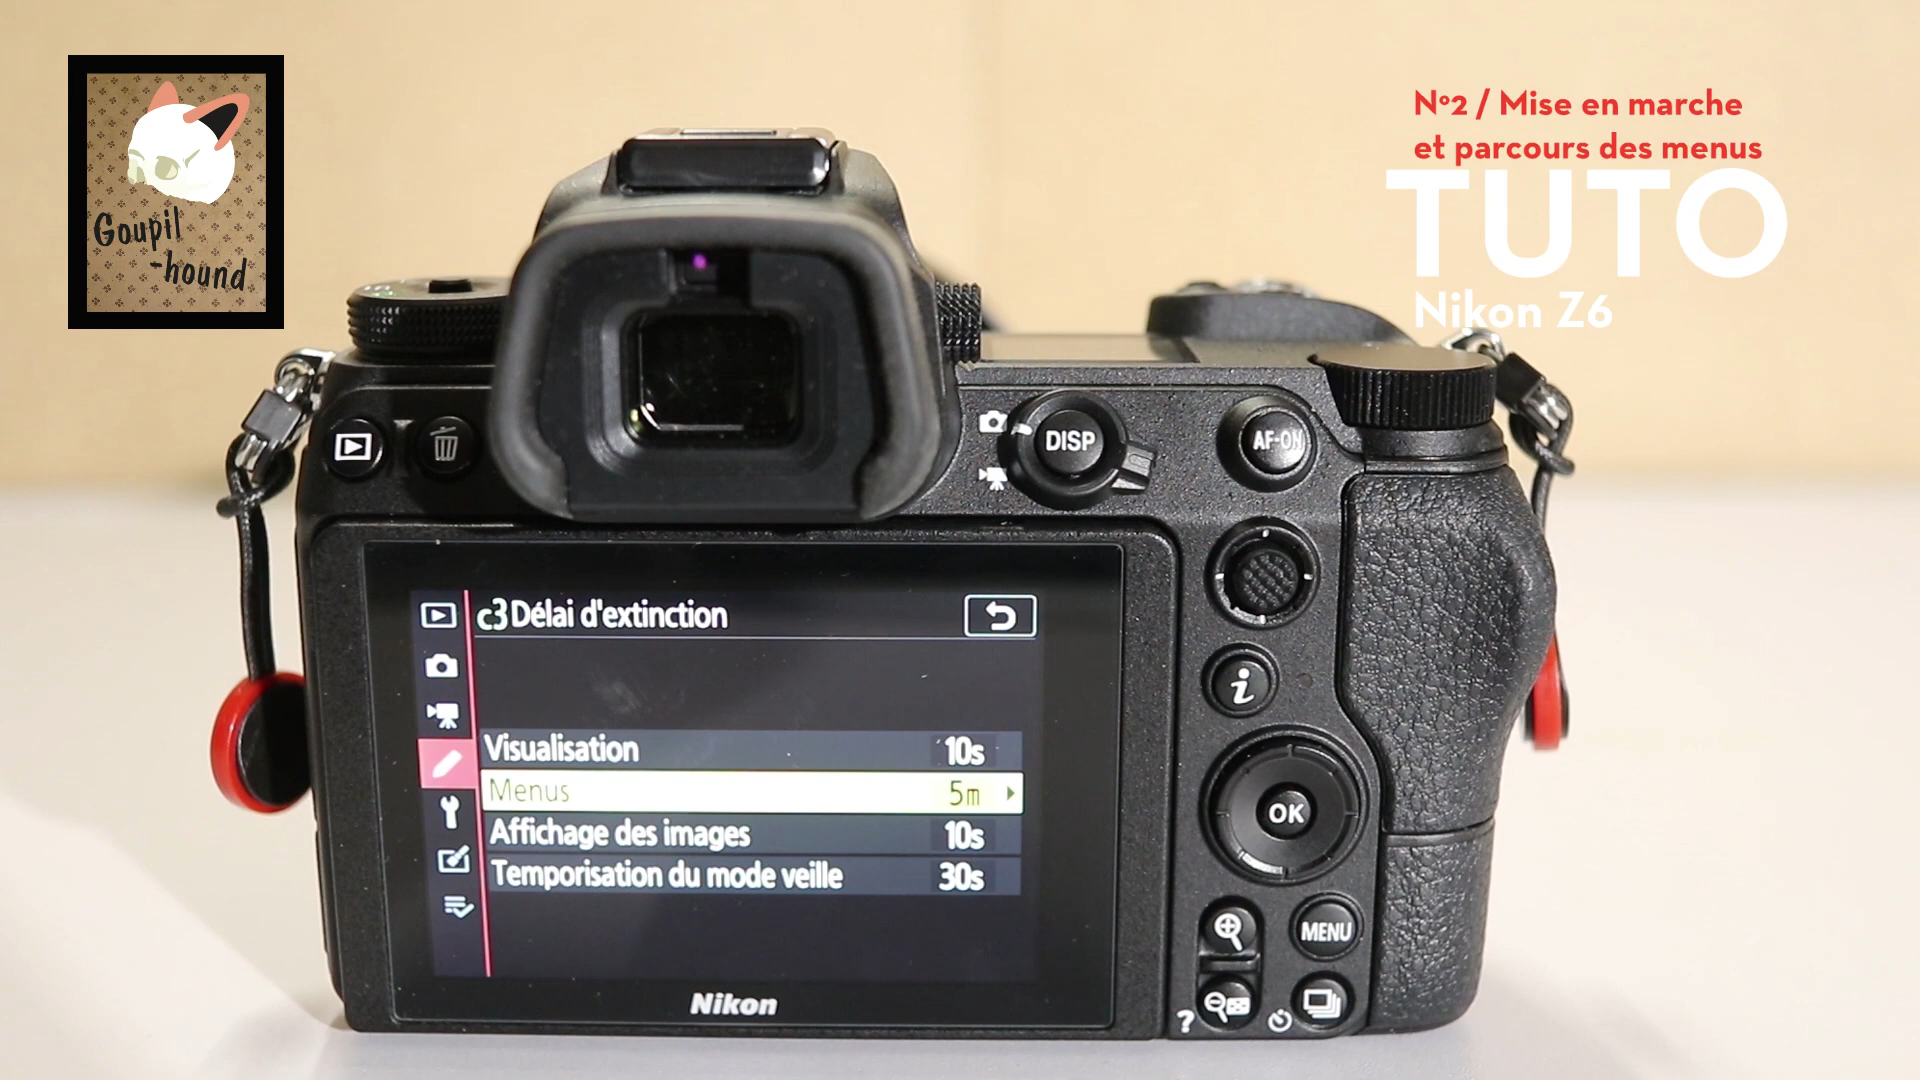 Goupil
-hound
N°2 / Mise en marche
et parcours des menus
TUTO
Nikon Z6
DISP
AF-ON
c3 Délai d'extinction
Visualisation 10s
Menus 5m
Affichage des images 10s
Temporisation du mode veille 30s
i
OK
MENU
?
Nikon